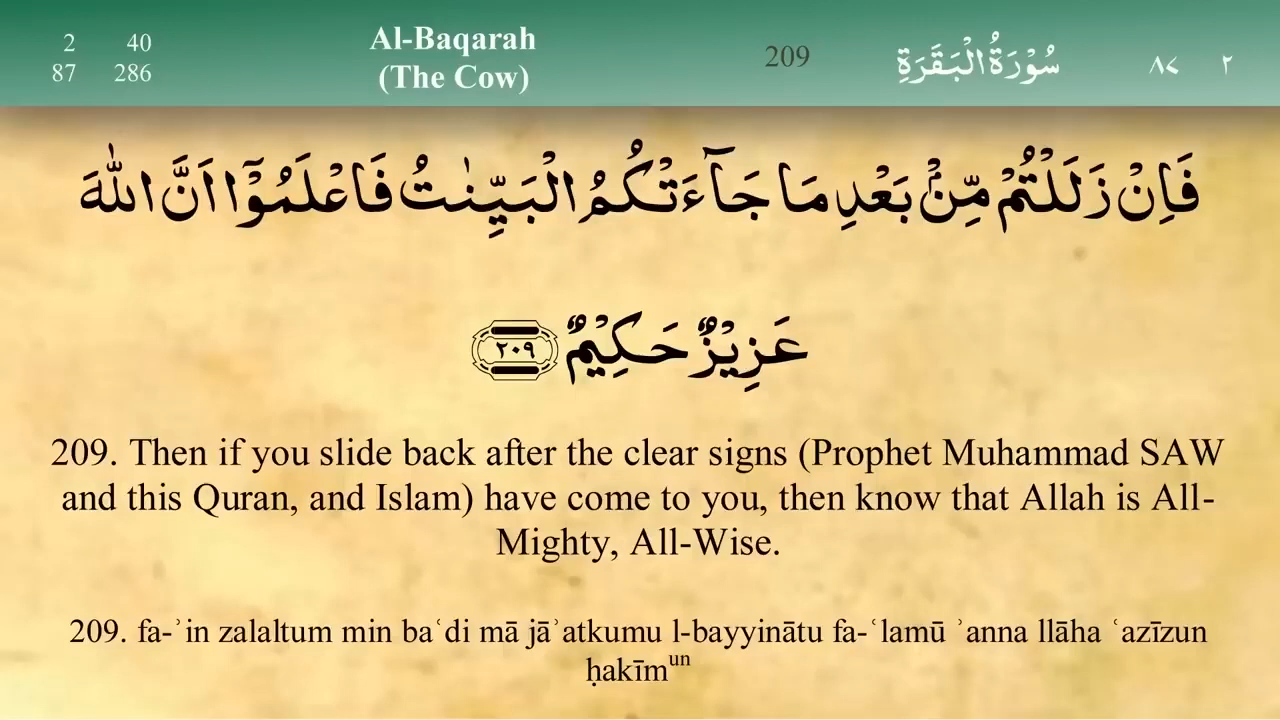 2 40 Al-Baqarah 209 سُوْرَةُ الْبَقَرَةِ ٨٧ ٢
87 286 (The Cow)
فَاِنْ زَلَلْتُمْ مِّنْۢ بَعْدِ مَا جَآءَتْكُمُ الْبَيِّنٰتُ فَاعْلَمُوْٓا اَنَّ اللّٰهَ
عَزِيْزٌ حَكِيْمٌ ٢٠٩
209. Then if you slide back after the clear signs (Prophet Muhammad SAW
and this Quran, and Islam) have come to you, then know that Allah is All-
Mighty, All-Wise.
209. fa-ʾin zalaltum min baʿdi mā jāʾatkumu l-bayyinātu fa-ʿlamū ʾanna llāha ʿazīzun
ḥakīmun